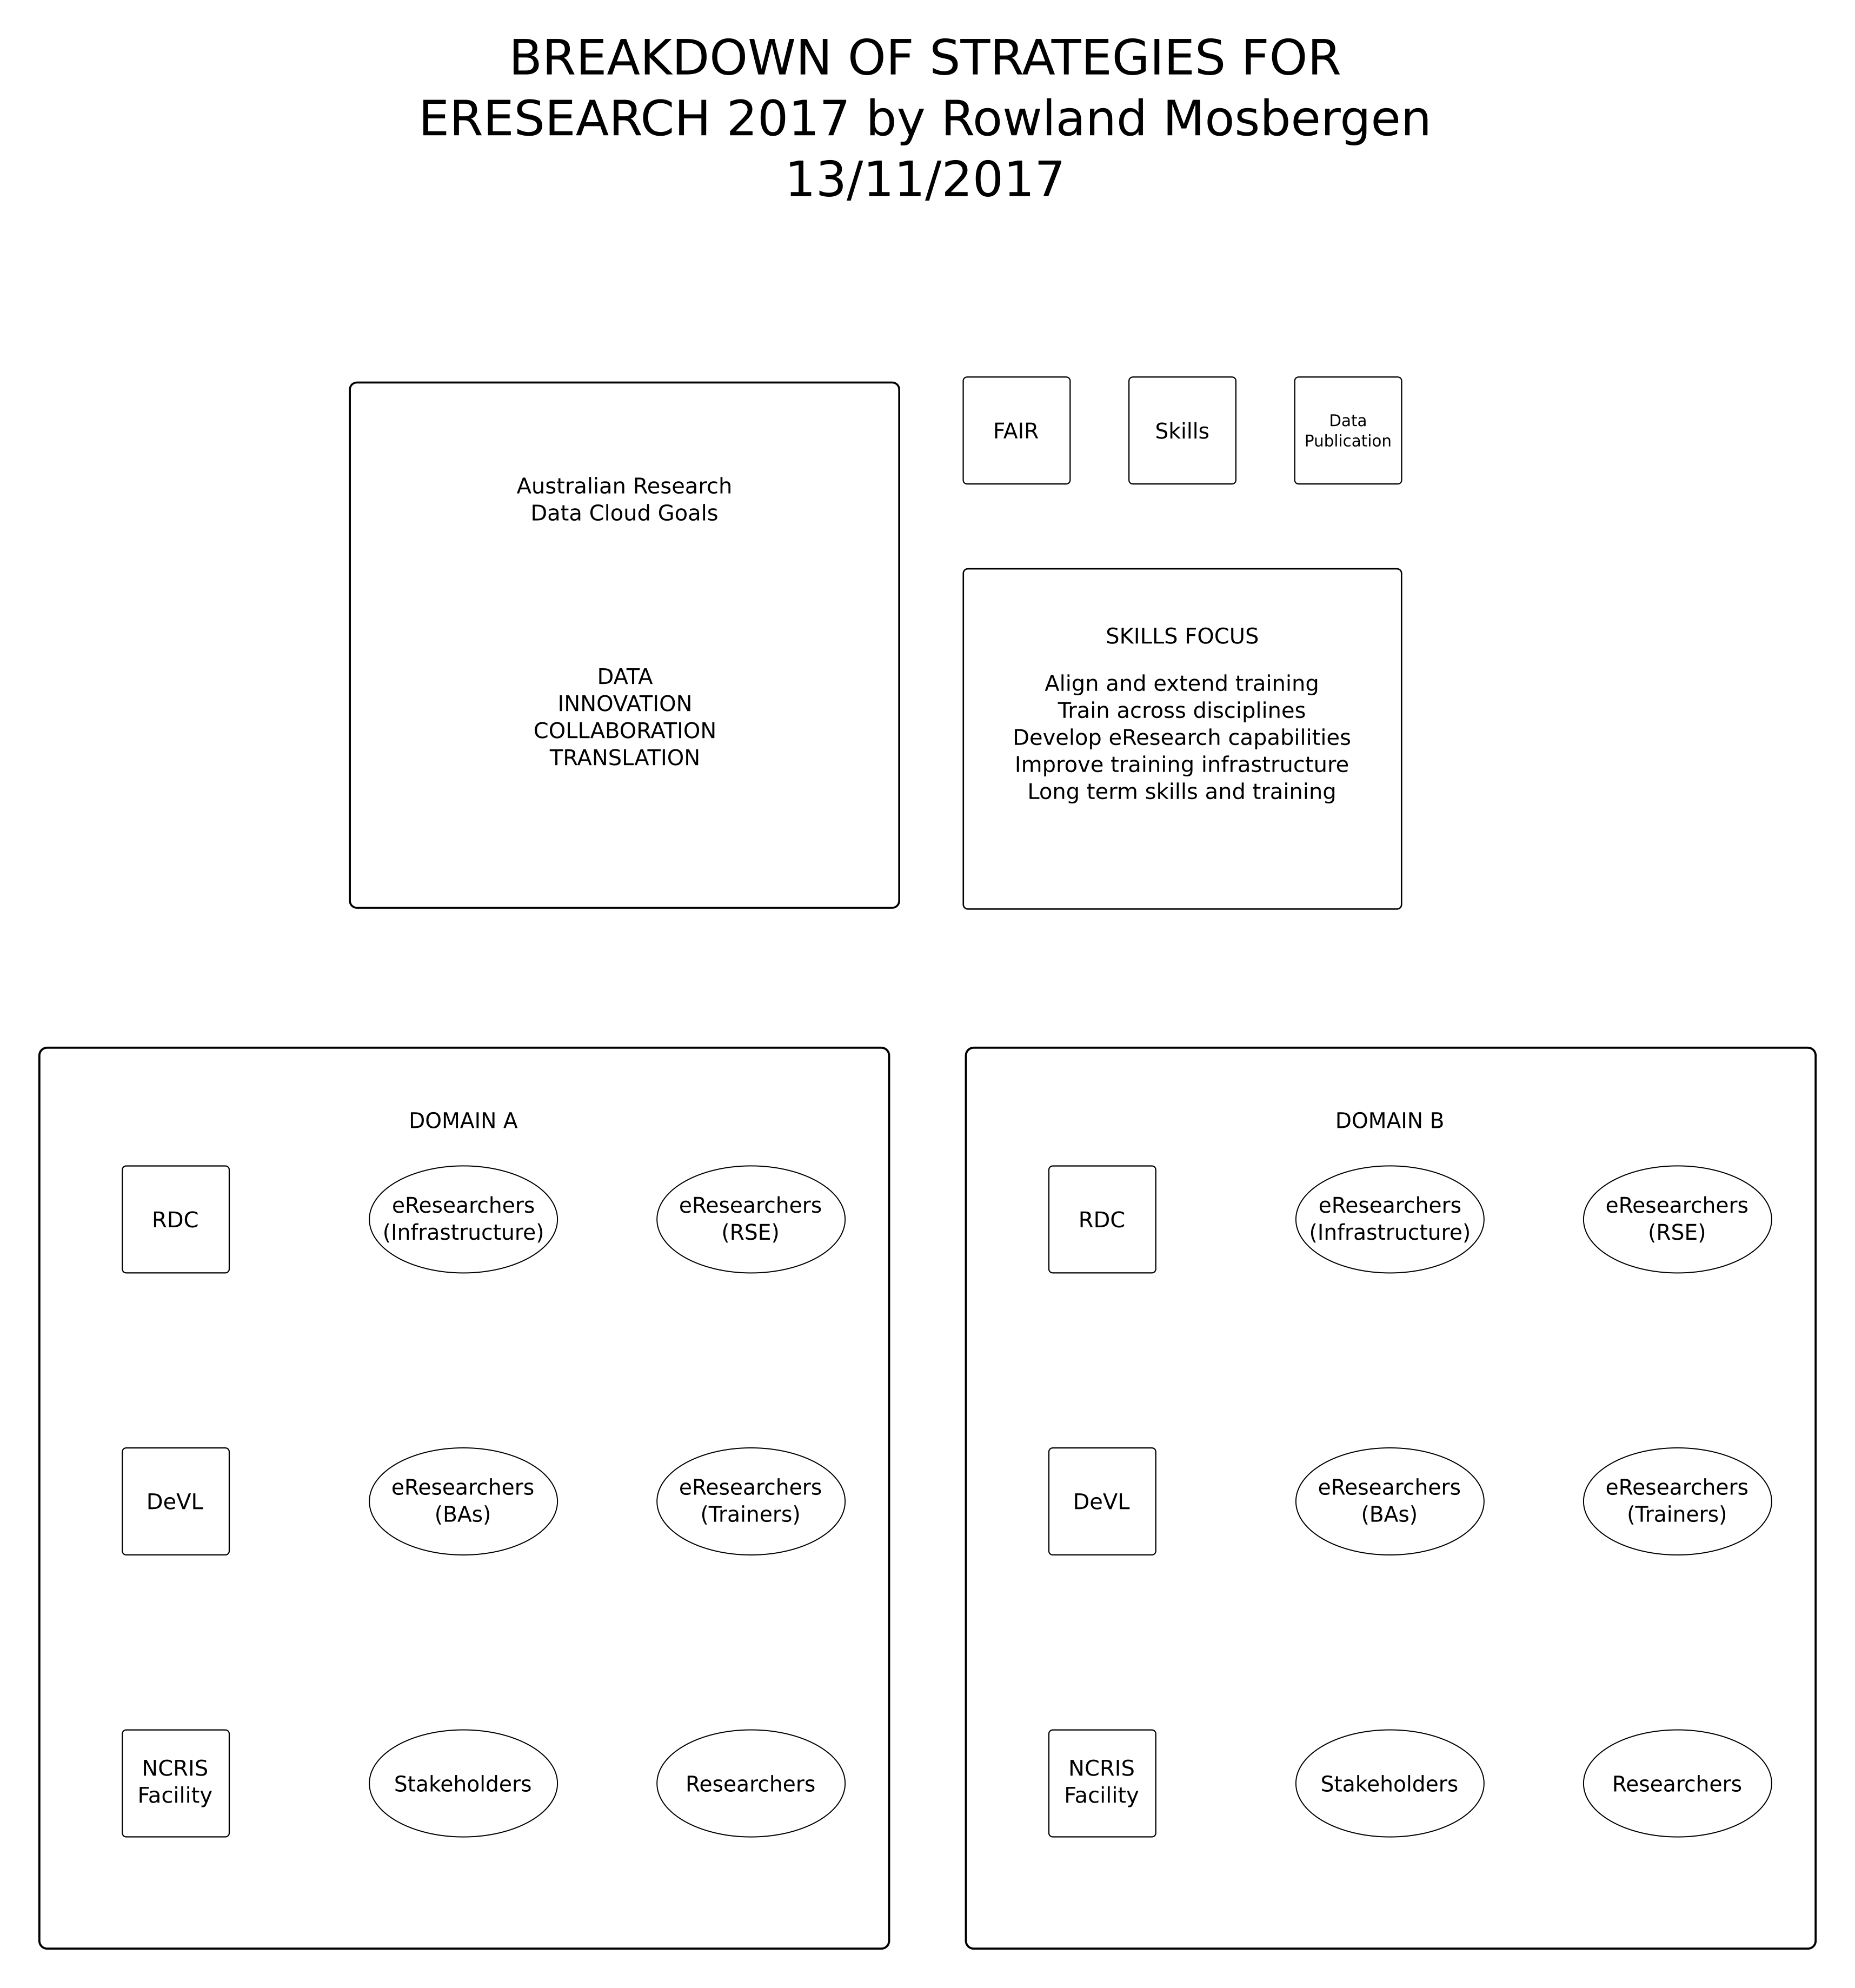 BREAKDOWN OF STRATEGIES FOR
ERESEARCH 2017 by Rowland Mosbergen
13/11/2017
Australian Research
Data Cloud Goals
DATA
INNOVATION
COLLABORATION
TRANSLATION
FAIR
Skills
Data
Publication
SKILLS FOCUS
Align and extend training
Train across disciplines
Develop eResearch capabilities
Improve training infrastructure
Long term skills and training
DOMAIN A
RDC
eResearchers
(Infrastructure)
eResearchers
(RSE)
DeVL
eResearchers
(BAs)
eResearchers
(Trainers)
NCRIS
Facility
Stakeholders
Researchers
DOMAIN B
RDC
eResearchers
(Infrastructure)
eResearchers
(RSE)
DeVL
eResearchers
(BAs)
eResearchers
(Trainers)
NCRIS
Facility
Stakeholders
Researchers